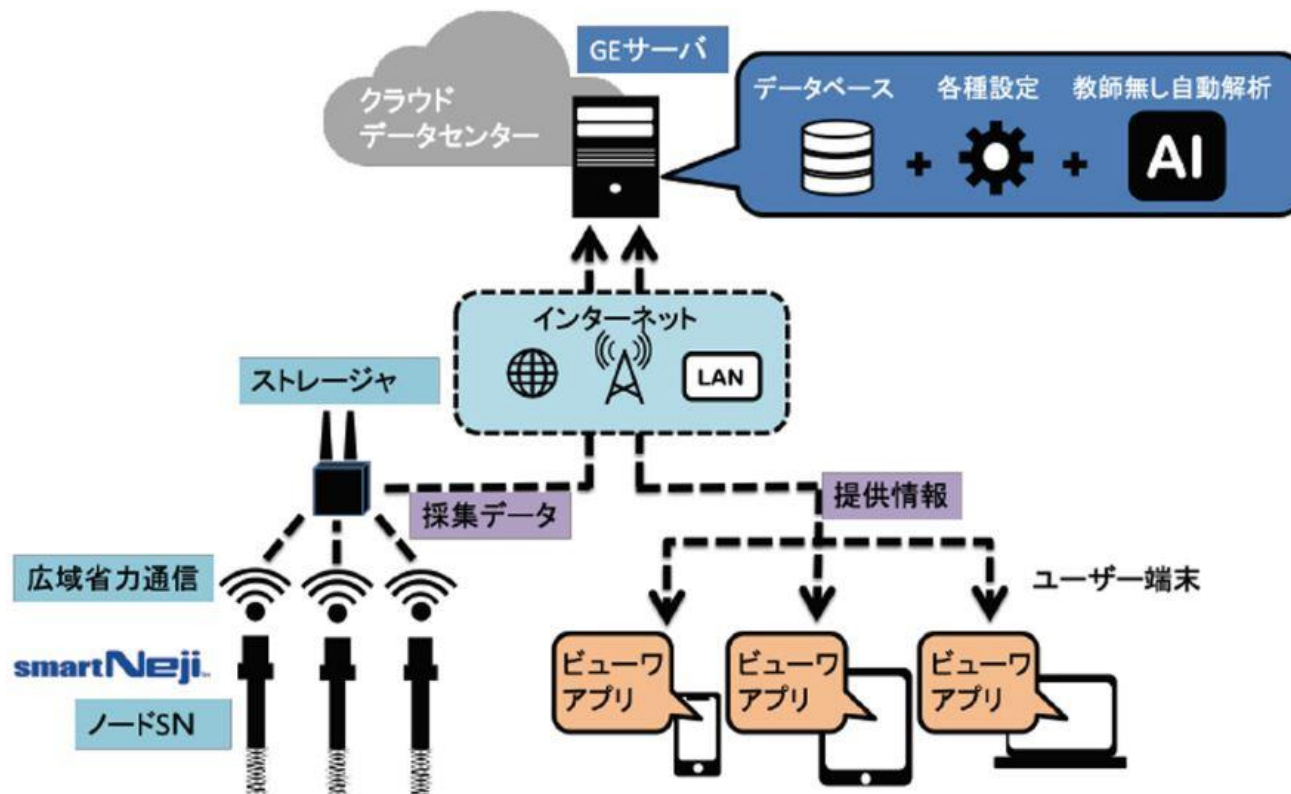 GEサーバ
クラウド
データセンター
データベース
各種設定
教師無し自動解析
+
+
AI
インターネット
LAN
ストレージャ
採集データ
提供情報
広域省力通信
ユーザー端末
smartNeji
ノードSN
ビューワ
アプリ
ビューワ
アプリ
ビューワ
アプリ